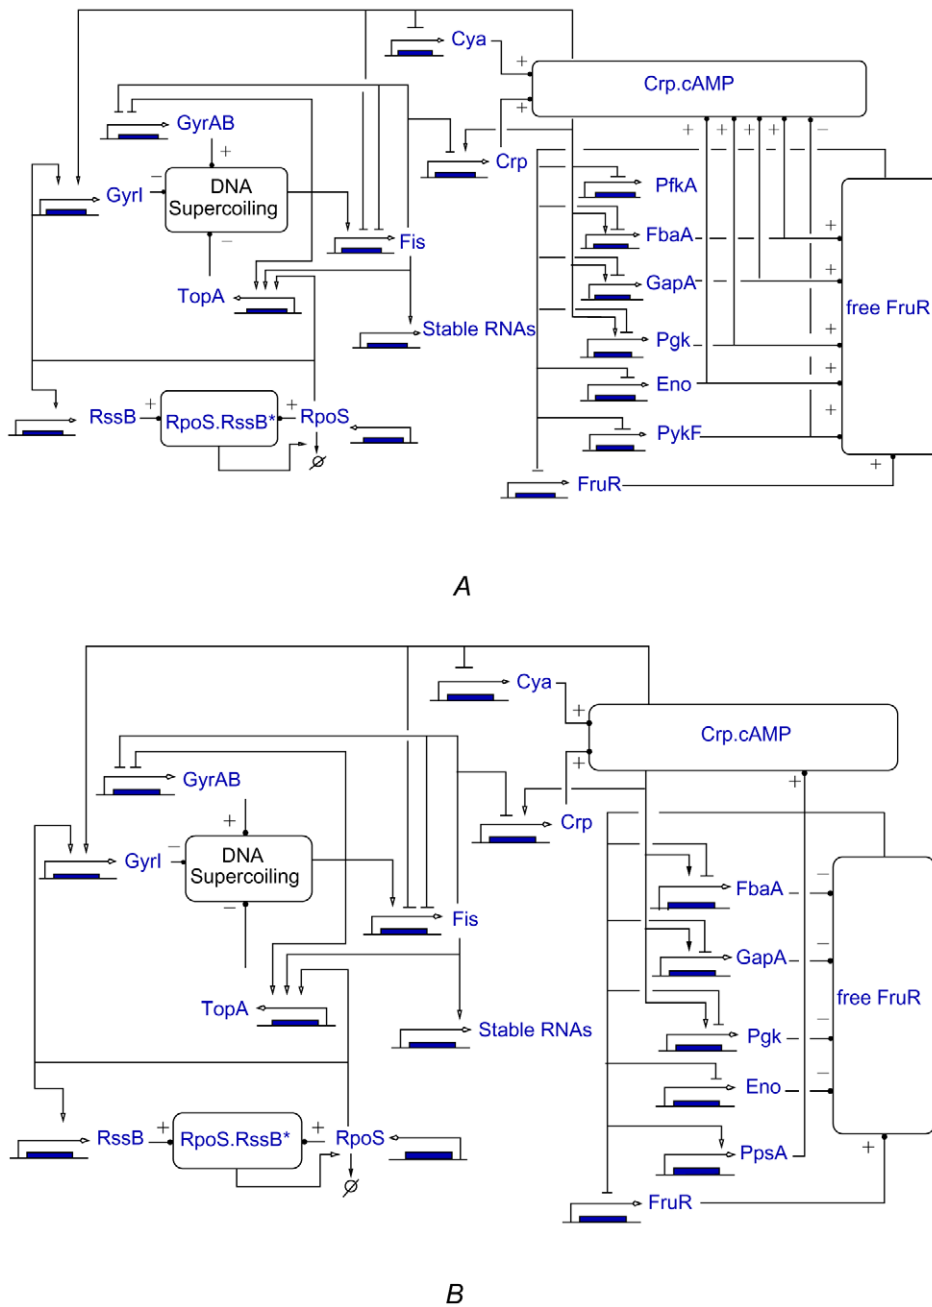 Cya
+
Crp.cAMP
+
GyrAB
+
+ + + + −
Crp
−
GyrI
DNA
Supercoiling
PfkA
−
Fis
FbaA
+
TopA
GapA
+
free FruR
Stable RNAs
Pgk
+
Eno
+
RssB
+
RpoS.RssB*
+
RpoS
PykF
+
+
FruR
A
Cya
+
Crp.cAMP
+
+
GyrAB
Crp
+
−
GyrI
DNA
Supercoiling
−
FbaA
−
Fis
GapA
−
TopA
free FruR
Stable RNAs
Pgk
−
Eno
−
RssB
+
RpoS.RssB*
+
RpoS
PpsA
+
FruR
B